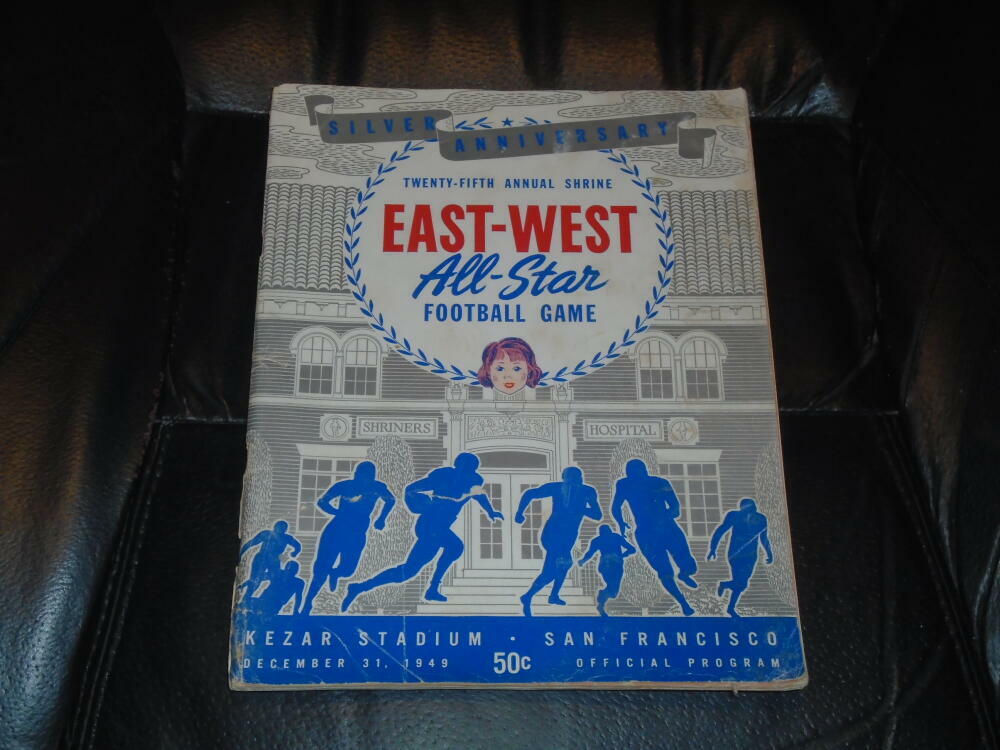 SILVER ANNIVERSARY
TWENTY-FIFTH ANNUAL SHRINE
EAST-WEST
All-Star
FOOTBALL GAME
SHRINERS HOSPITAL
KEZAR STADIUM • SAN FRANCISCO
DECEMBER 31, 1949 50c OFFICIAL PROGRAM